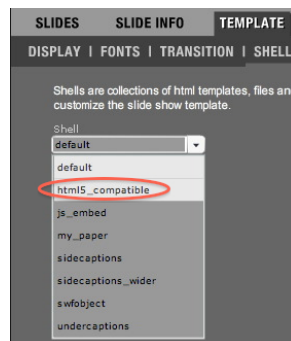 SLIDES SLIDE INFO TEMPLATE
DISPLAY | FONTS | TRANSITION | SHELL
Shells are collections of html templates, files an
customize the slide show template.
Shell
default
default
html5_compatible
js_embed
my_paper
sidecaptions
sidecaptions_wider
swfobject
undercaptions